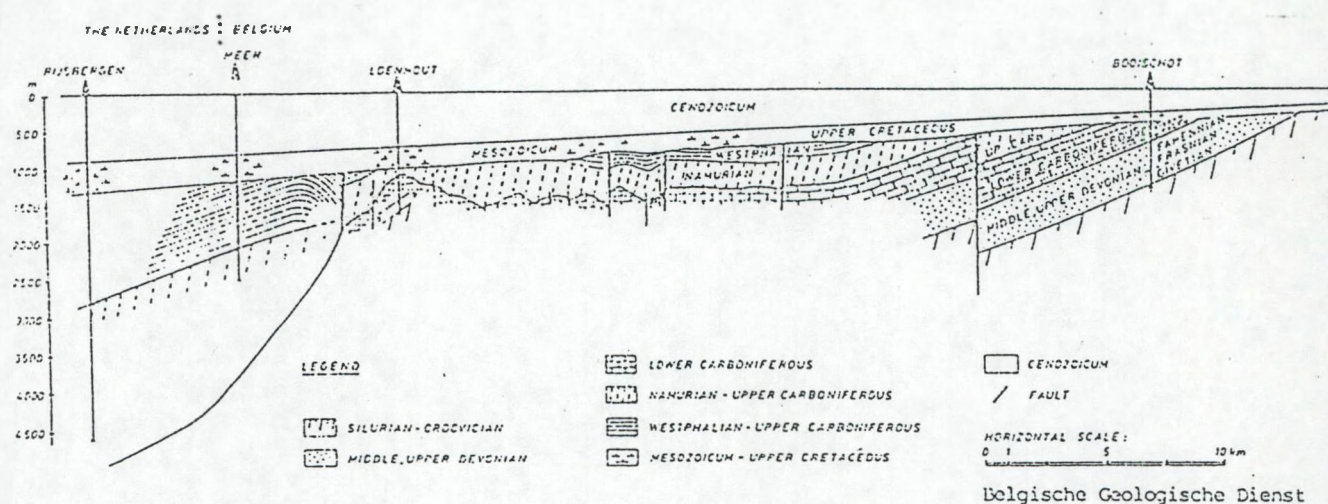 THE NETHERLANDS BELGIUM
MEER
RIJSBERGEN
LOENHOUT
BOOISCHOT
m
0
500
1000
1500
2000
2500
3000
3500
4000
4500
CENOZOICUM
UPPER CRETACEUS
MESOZOICUM
WESTPHALIAN
NAMURIAN
UP. CARB.
LOWER CARBONIFEROUS
FAMENNIAN
FRASNIAN
GIVETIAN
MIDDLE, UPPER DEVONIAN
LEGEND
SILURIAN-ORDOVICIAN
MIDDLE, UPPER DEVONIAN
LOWER CARBONIFEROUS
NAMURIAN - UPPER CARBONIFEROUS
WESTPHALIAN - UPPER CARBONIFEROUS
MESOZOICUM - UPPER CRETACEOUS
CENOZOICUM
FAULT
HORIZONTAL SCALE:
0 1 5 10 km
Belgische Geologische Dienst